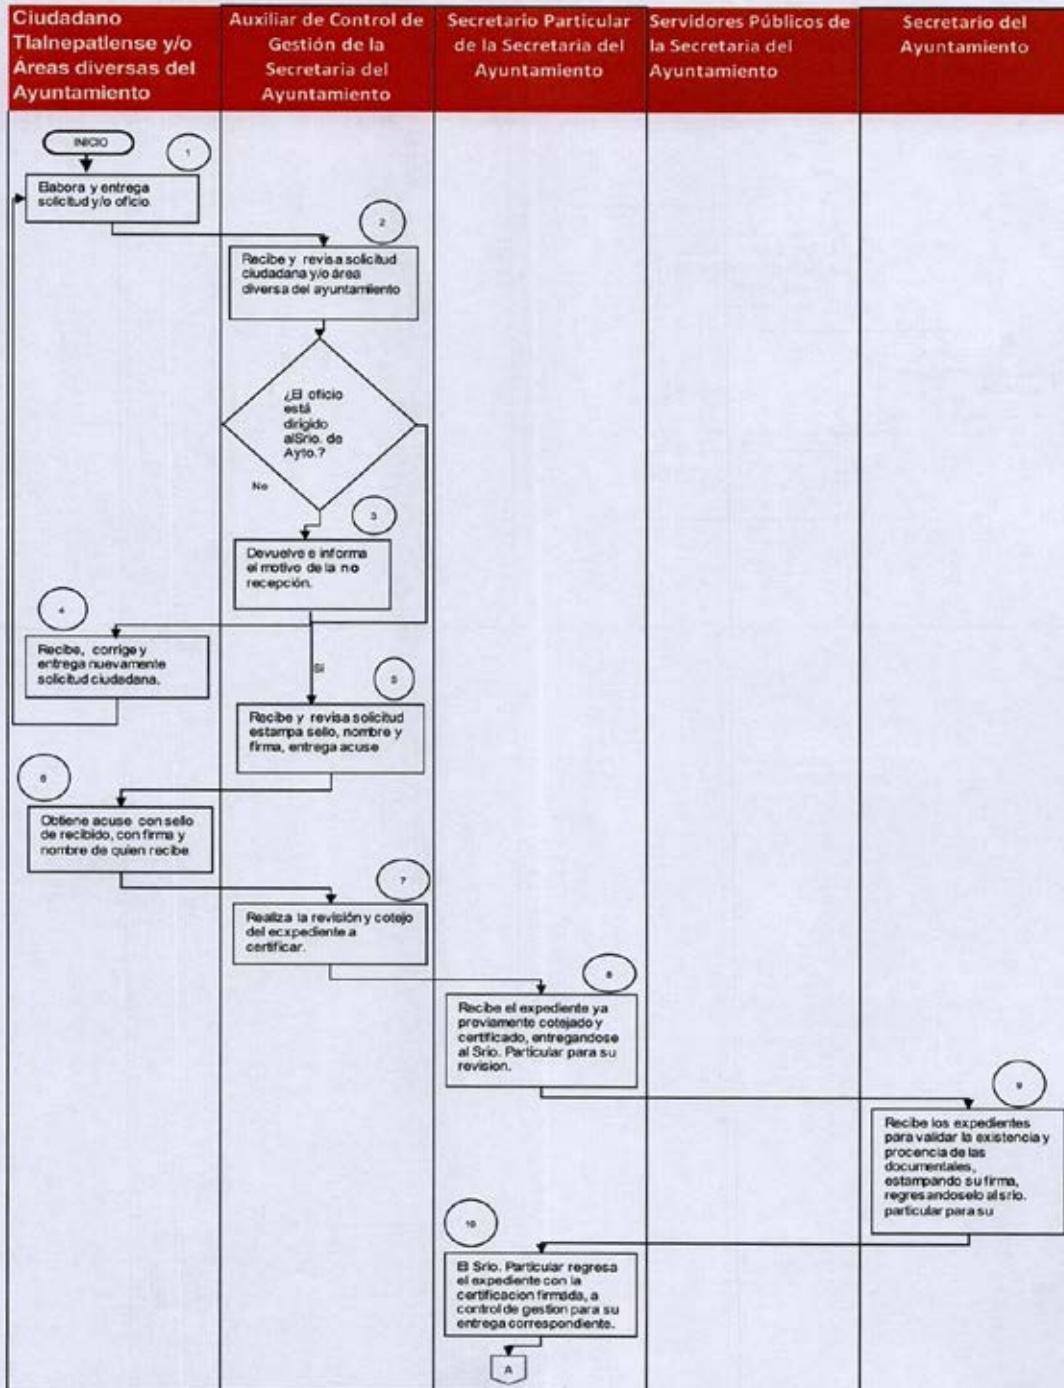 Ciudadano
Tlalnepatlense y/o
Áreas diversas del
Ayuntamiento
Auxiliar de Control de
Gestión de la
Secretaria del
Ayuntamiento
Secretario Particular
de la Secretaria del
Ayuntamiento
Servidores Públicos de
la Secretaria del
Ayuntamiento
Secretario del
Ayuntamiento
INICIO
1
Elabora y entrega
solicitud y/o oficio.
2
Recibe y revisa solicitud
ciudadana y/o área
diversa del ayuntamiento
¿El oficio
está
dirigido
alSrio. de
Ayto.?
No
3
Devuelve e informa
el motivo de la no
recepción.
4
Recibe, corrige y
entrega nuevamente
solicitud ciudadana.
Si
5
Recibe y revisa solicitud
estampa sello, nombre y
firma, entrega acuse
6
Obtiene acuse con sello
de recibido, con firma y
nombre de quien recibe
7
Realiza la revisión y cotejo
del ecxpediente a
certificar.
8
Recibe el expediente ya
previamente cotejado y
certificado, entregandose
al Srio. Particular para su
revision.
9
Recibe los expedientes
para validar la existencia y
procencia de las
documentales,
estampando su firma,
regresandoselo al srio.
particular para su
10
El Srio. Particular regresa
el expediente con la
certificacion firmada, a
control de gestion para su
entrega correspondiente.
A